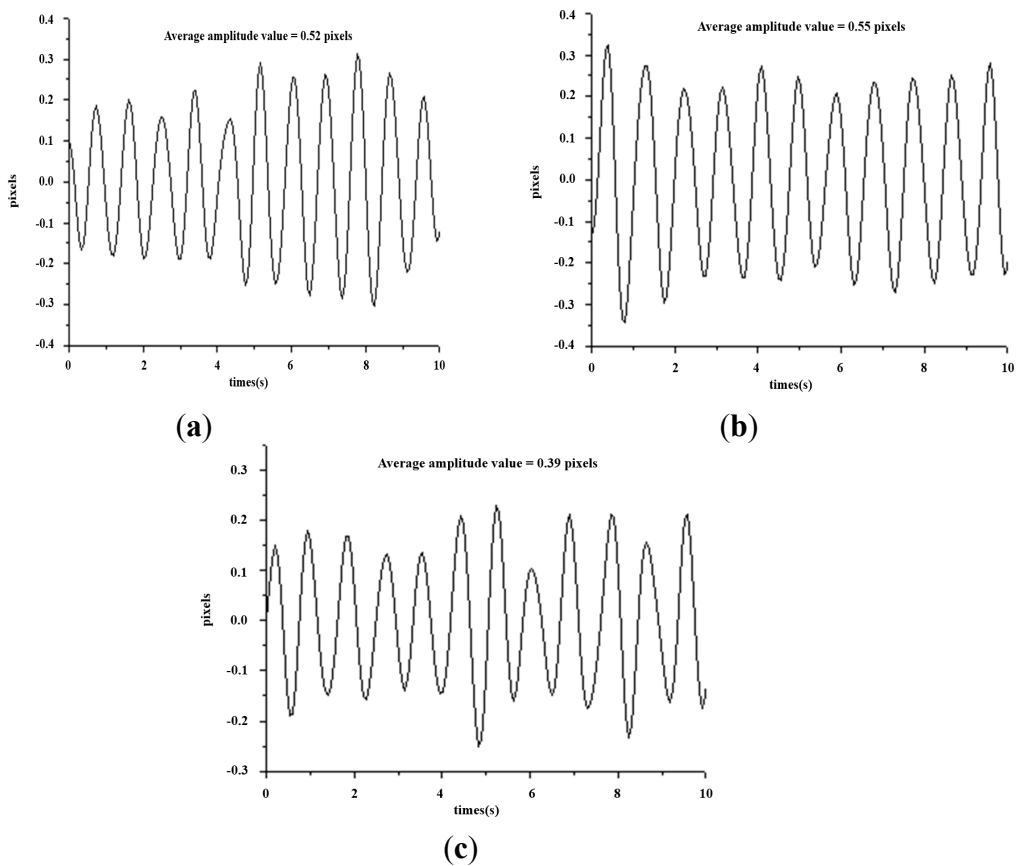 Average amplitude value = 0.52 pixels
0.4
0.3
0.2
0.1
0.0
-0.1
-0.2
-0.3
-0.4
pixels
0 2 4 6 8 10
times(s)
(a)
Average amplitude value = 0.55 pixels
0.4
0.3
0.2
0.1
0.0
-0.1
-0.2
-0.3
-0.4
pixels
0 2 4 6 8 10
times(s)
(b)
Average amplitude value = 0.39 pixels
0.3
0.2
0.1
0.0
-0.1
-0.2
-0.3
pixels
0 2 4 6 8 10
times(s)
(c)